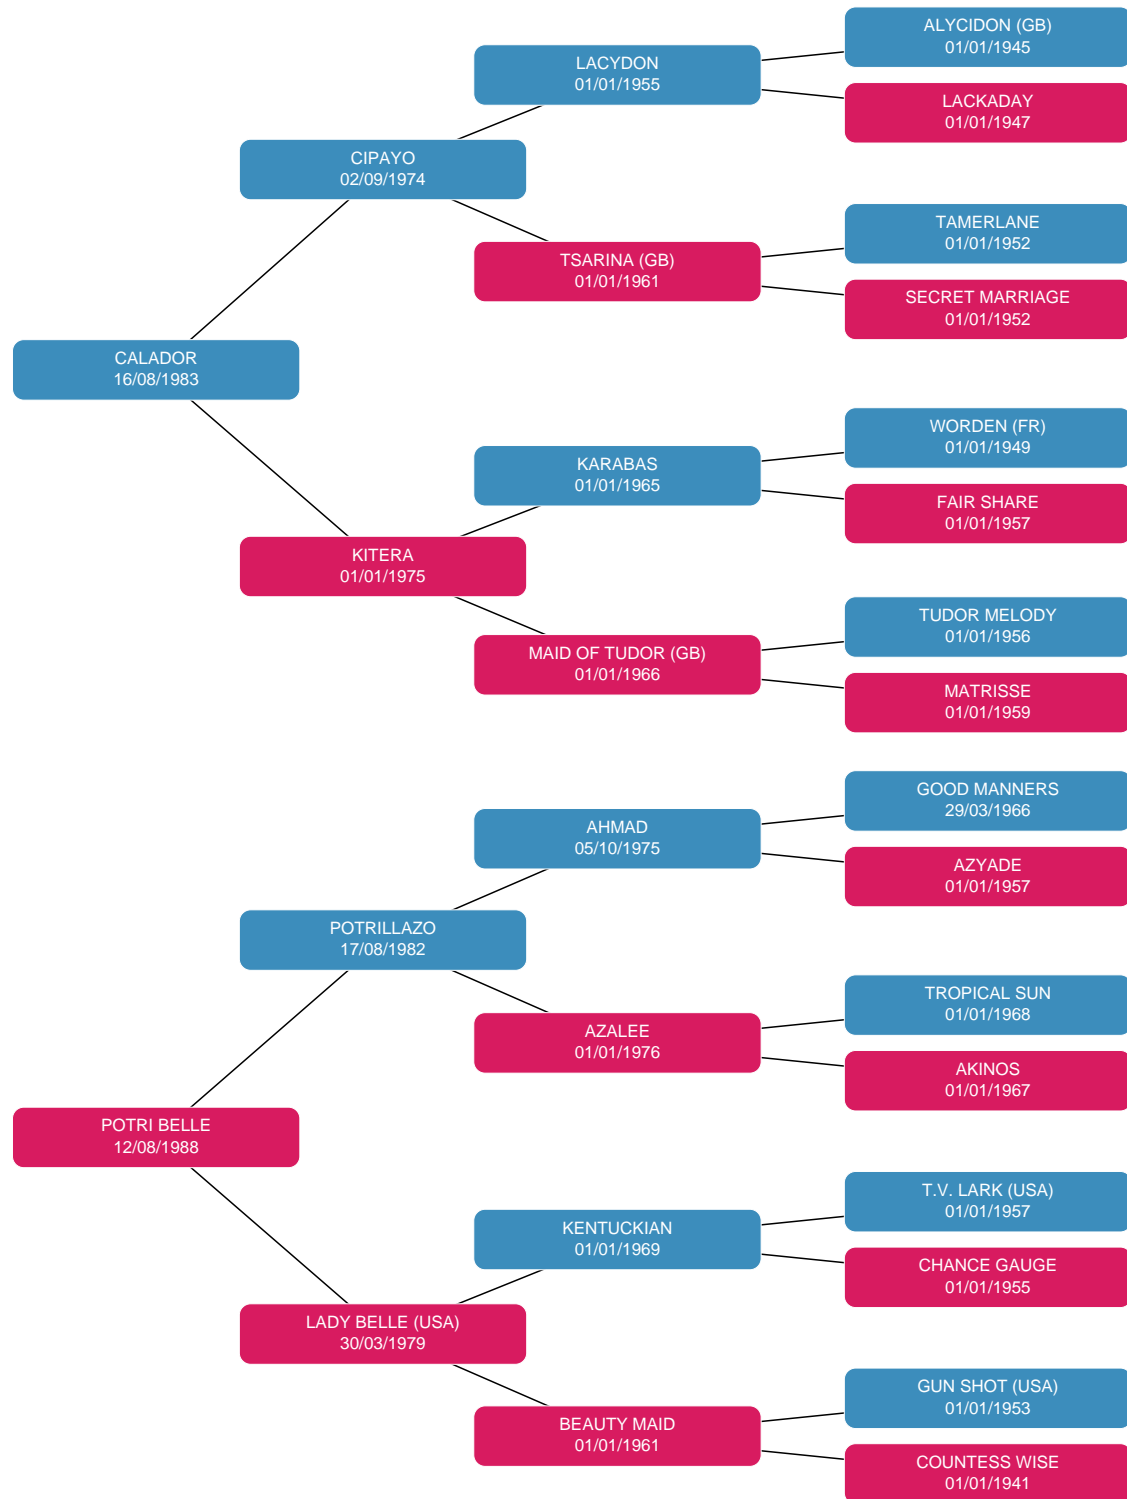 ALYCIDON (GB)
01/01/1945
LACYDON
01/01/1955
LACKADAY
01/01/1947
CIPAYO
02/09/1974
TAMERLANE
01/01/1952
TSARINA (GB)
01/01/1961
SECRET MARRIAGE
01/01/1952
CALADOR
16/08/1983
WORDEN (FR)
01/01/1949
KARABAS
01/01/1965
FAIR SHARE
01/01/1957
KITERA
01/01/1975
TUDOR MELODY
01/01/1956
MAID OF TUDOR (GB)
01/01/1966
MATRISSE
01/01/1959
GOOD MANNERS
29/03/1966
AHMAD
05/10/1975
AZYADE
01/01/1957
POTRILLAZO
17/08/1982
TROPICAL SUN
01/01/1968
AZALEE
01/01/1976
AKINOS
01/01/1967
POTRI BELLE
12/08/1988
T.V. LARK (USA)
01/01/1957
KENTUCKIAN
01/01/1969
CHANCE GAUGE
01/01/1955
LADY BELLE (USA)
30/03/1979
GUN SHOT (USA)
01/01/1953
BEAUTY MAID
01/01/1961
COUNTESS WISE
01/01/1941